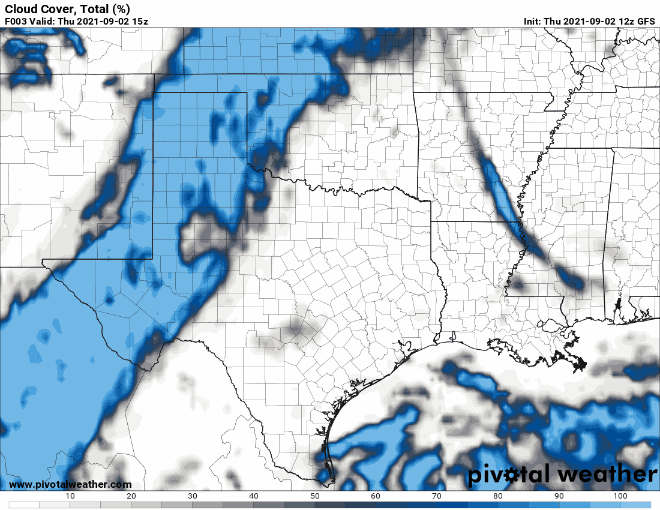 Cloud Cover, Total (%)
F003 Valid: Thu 2021-09-02 15z
Init: Thu 2021-09-02 12z GFS
pivotal weather
www.pivotalweather.com
10 20 30 40 50 60 70 80 90 100